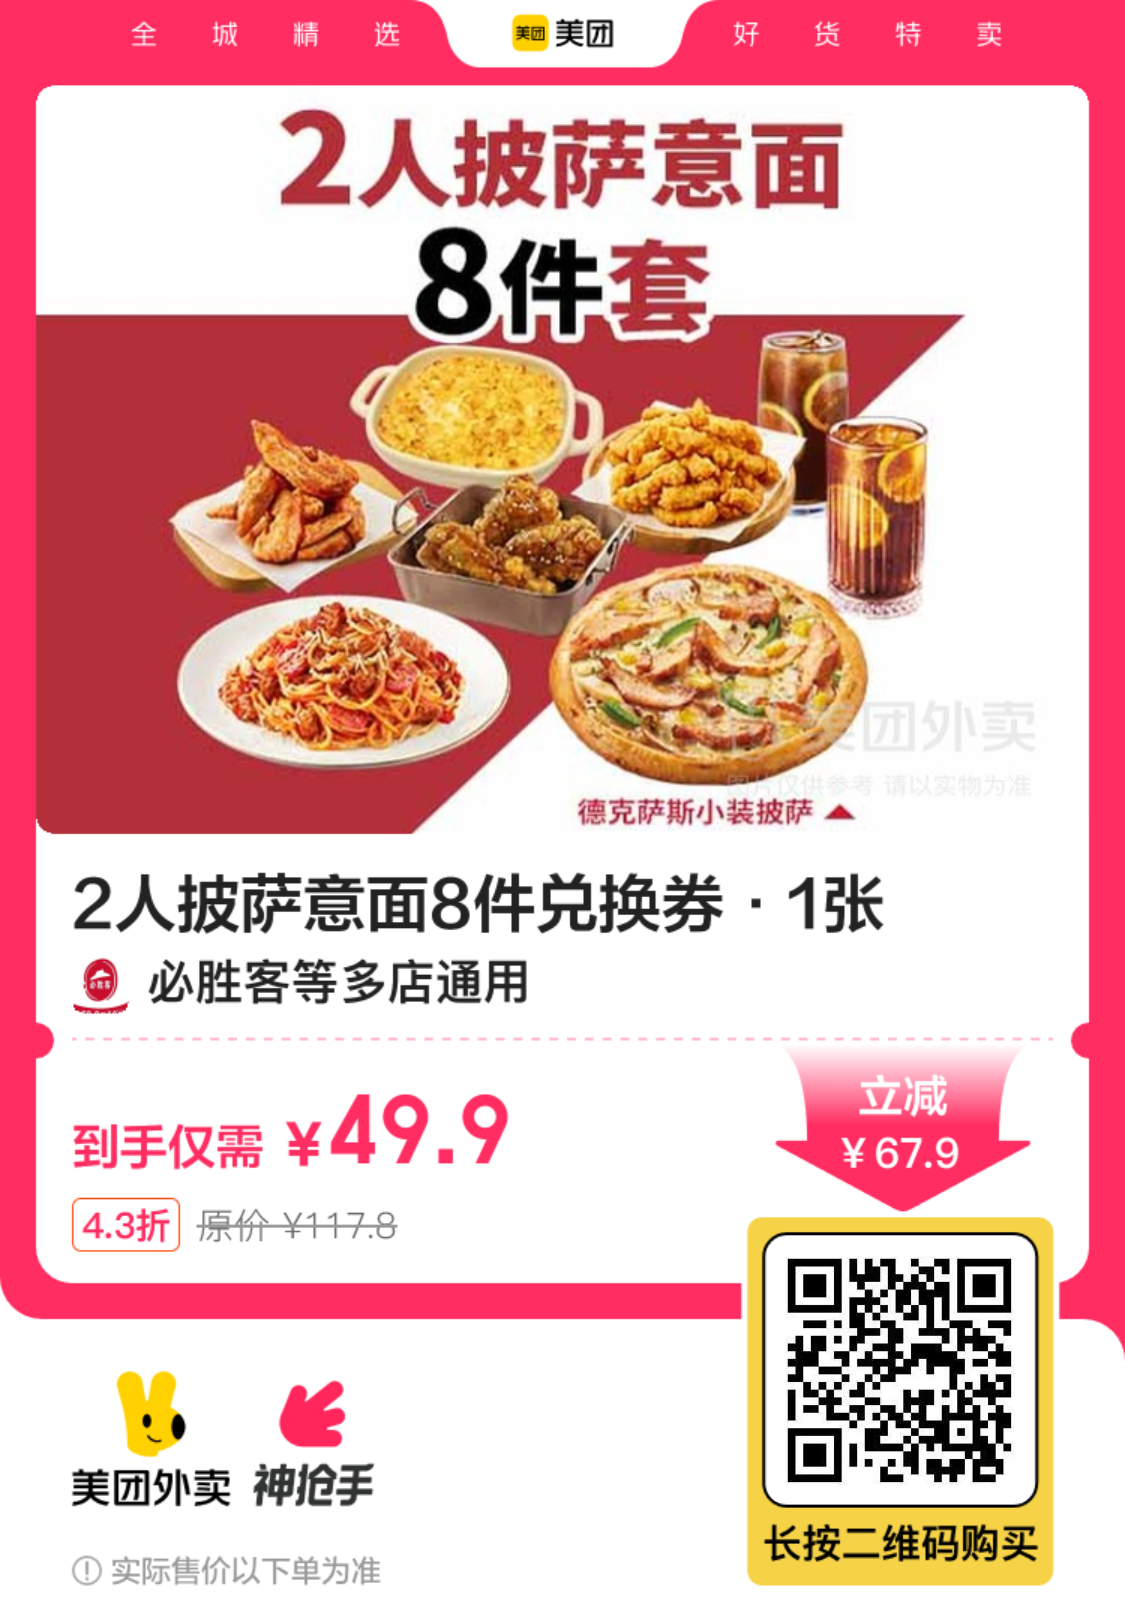 全城精选 美团 美团 好货特卖
2人披萨意面
8件套
美团外卖
图片仅供参考 请以实物为准
德克萨斯小装披萨
2人披萨意面8件兑换券·1张
必胜客
必胜客等多店通用
到手仅需 ¥49.9
立减
¥67.9
4.3折 原价 ¥117.8
美团外卖 神抢手
长按二维码购买
实际售价以下单为准